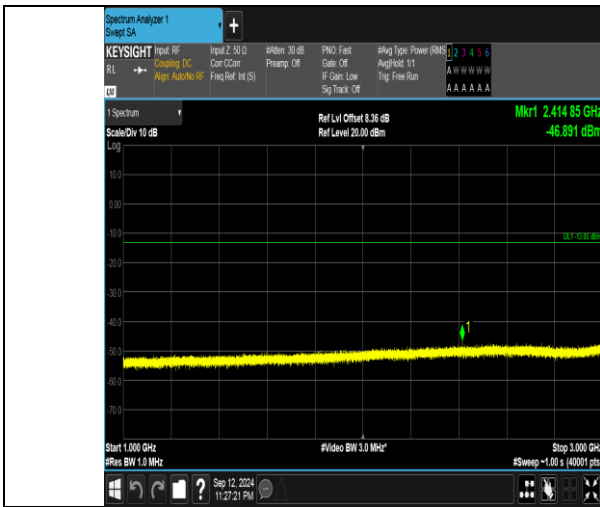 Spectrum Analyzer 1
Swept SA
+
KEYSIGHT Input: RF Input Z: 50 Ω #Atten: 30 dB PNO: Fast #Avg Type: Power (RMS 1 2 3 4 5 6
RL Coupling: DC Corr CCorr Preamp: Off Gate: Off Avg|Hold: 1/1 A W W W W W
Align: Auto/No RF Freq Ref: Int (S) IF Gain: Low Trig: Free Run
Sig Track: Off A A A A A A
LXI
1 Spectrum Ref Lvl Offset 8.36 dB Mkr1 2.414 85 GHz
Scale/Div 10 dB Ref Level 20.00 dBm -46.891 dBm
Log
10.0
0.00
-10.0
DL1 -13.00 dBm
-20.0
-30.0
-40.0
1
-50.0
-60.0
-70.0
Start 1.000 GHz #Video BW 3.0 MHz* Stop 3.000 GHz
#Res BW 1.0 MHz #Sweep ~1.00 s (40001 pts
? Sep 12, 2024
11:27:21 PM